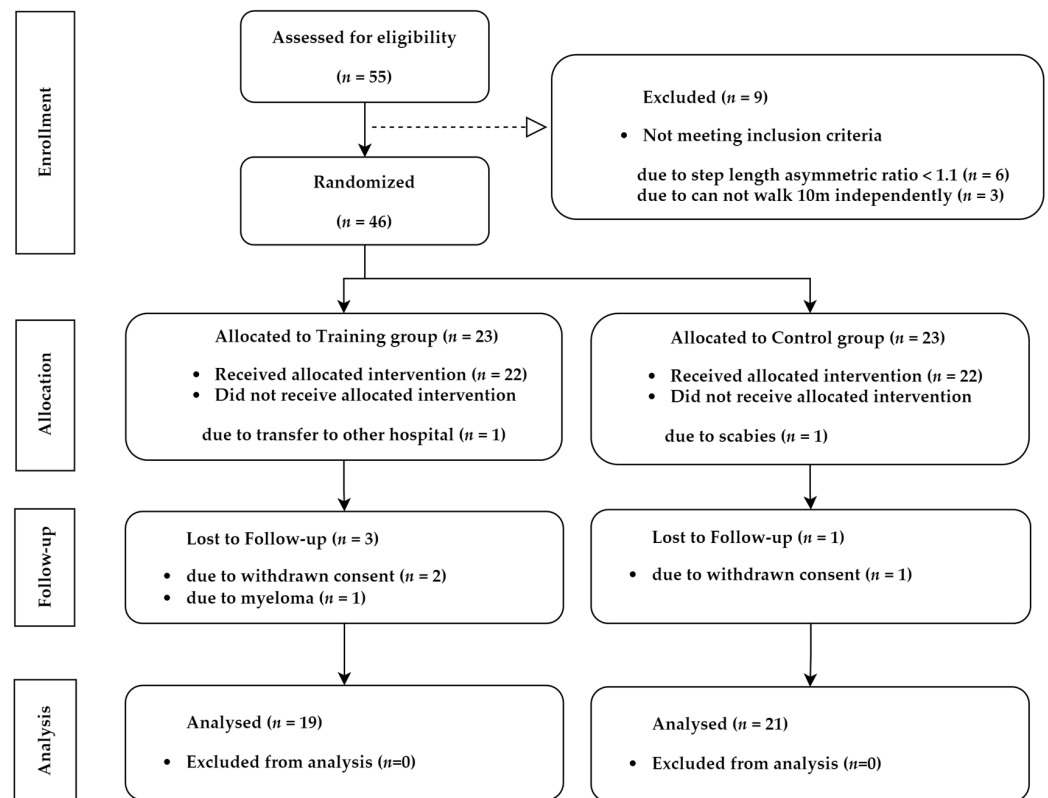 Enrollment
Assessed for eligibility
(n = 55)
Excluded (n = 9)
• Not meeting inclusion criteria
due to step length asymmetric ratio < 1.1 (n = 6)
due to can not walk 10m independently (n = 3)
Randomized
(n = 46)
Allocation
Allocated to Training group (n = 23)
• Received allocated intervention (n = 22)
• Did not receive allocated intervention
due to transfer to other hospital (n = 1)
Allocated to Control group (n = 23)
• Received allocated intervention (n = 22)
• Did not receive allocated intervention
due to scabies (n = 1)
Follow-up
Lost to Follow-up (n = 3)
• due to withdrawn consent (n = 2)
• due to myeloma (n = 1)
Lost to Follow-up (n = 1)
• due to withdrawn consent (n = 1)
Analysis
Analysed (n = 19)
• Excluded from analysis (n=0)
Analysed (n = 21)
• Excluded from analysis (n=0)